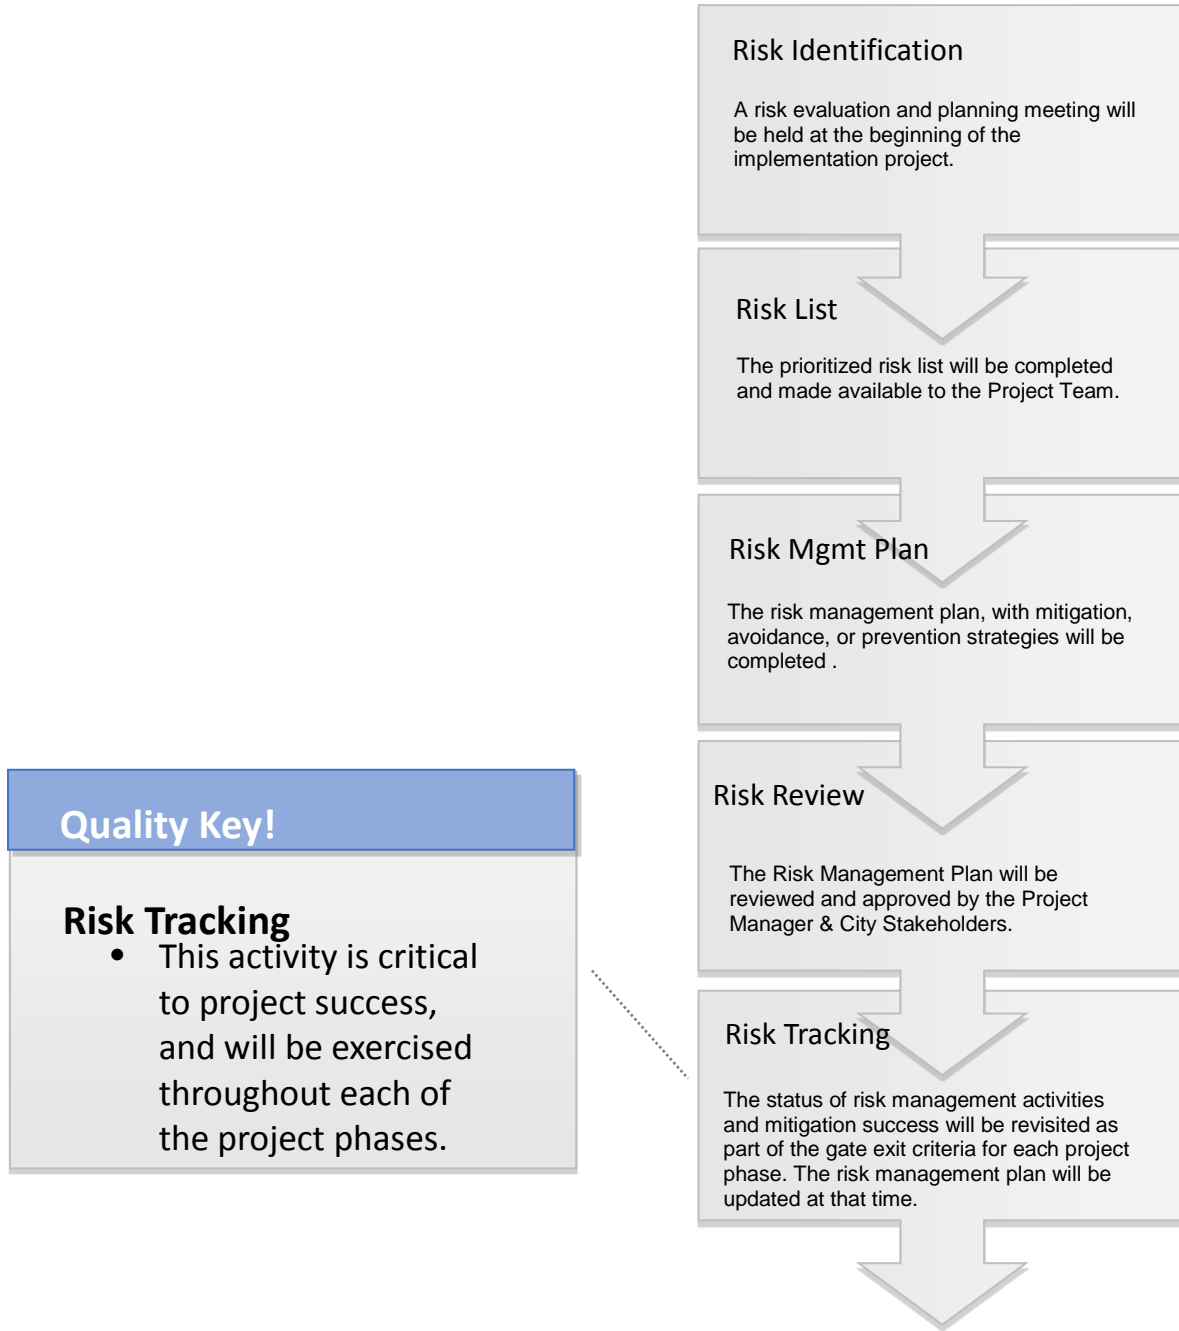 Risk Identification
A risk evaluation and planning meeting will
be held at the beginning of the
implementation project.
Risk List
The prioritized risk list will be completed
and made available to the Project Team.
Risk Mgmt Plan
The risk management plan, with mitigation,
avoidance, or prevention strategies will be
completed .
Risk Review
The Risk Management Plan will be
reviewed and approved by the Project
Manager & City Stakeholders.
Quality Key!
Risk Tracking
• This activity is critical
to project success,
and will be exercised
throughout each of
the project phases.
Risk Tracking
The status of risk management activities
and mitigation success will be revisited as
part of the gate exit criteria for each project
phase. The risk management plan will be
updated at that time.